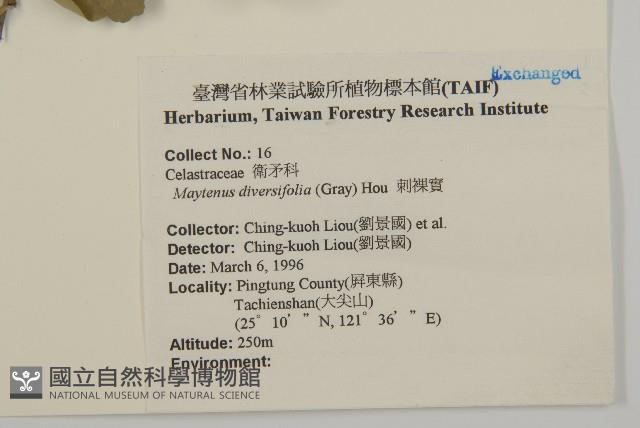 Exchanged
臺灣省林業試驗所植物標本館(TAIF)
Herbarium, Taiwan Forestry Research Institute
Collect No.: 16
Celastraceae 衛矛科
Maytenus diversifolia (Gray) Hou 刺裸實
Collector: Ching-kuoh Liou(劉景國) et al.
Detector: Ching-kuoh Liou(劉景國)
Date: March 6, 1996
Locality: Pingtung County(屏東縣)
Tachienshan(大尖山)
(25° 10’ ” N, 121° 36’ ” E)
Altitude: 250m
Environment:
國立自然科學博物館
NATIONAL MUSEUM OF NATURAL SCIENCE